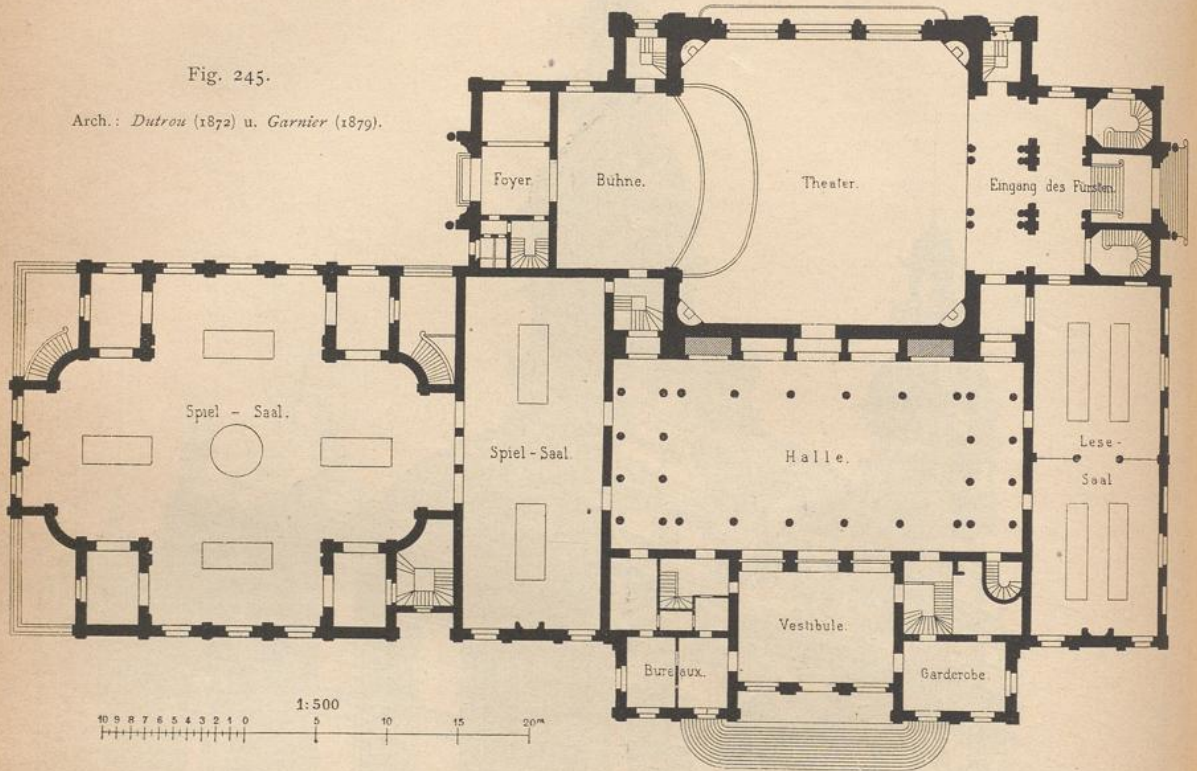 Fig. 245.
Arch.: Dutrou (1872) u. Garnier (1879).
Foyer.
Bühne.
Theater.
Eingang des Fürsten.
Spiel-Saal.
Spiel-Saal.
Halle.
Lese-
Saal
Vestibule.
Bureaux.
Garderobe.
1:500
10 9 8 7 6 5 4 3 2 1 0 5 10 15 20m